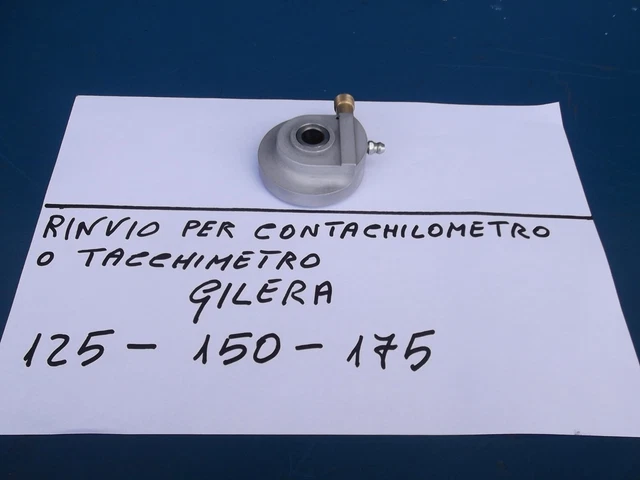 RINVIO PER CONTACHILOMETRO
O TACCHIMETRO
GILERA
125 - 150 - 175